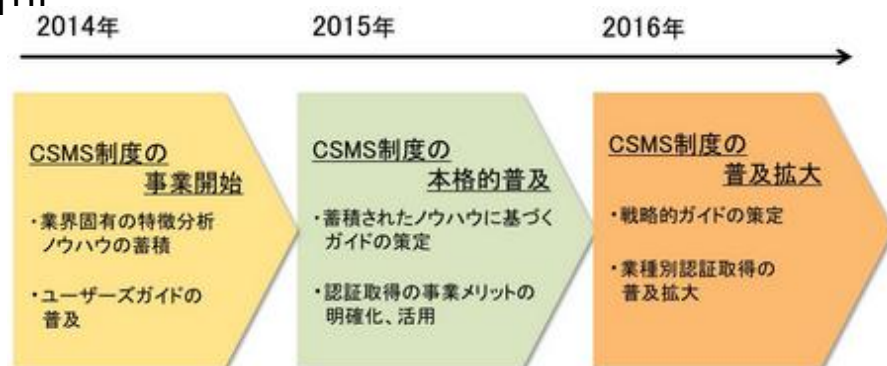 2014年
2015年
2016年
CSMS制度の
事業開始
・業界固有の特徴分析
ノウハウの蓄積
・ユーザーズガイドの
普及
CSMS制度の
本格的普及
・蓄積されたノウハウに基づく
ガイドの策定
・認証取得の事業メリットの
明確化、活用
CSMS制度の
普及拡大
・戦略的ガイドの策定
・業種別認証取得の
普及拡大